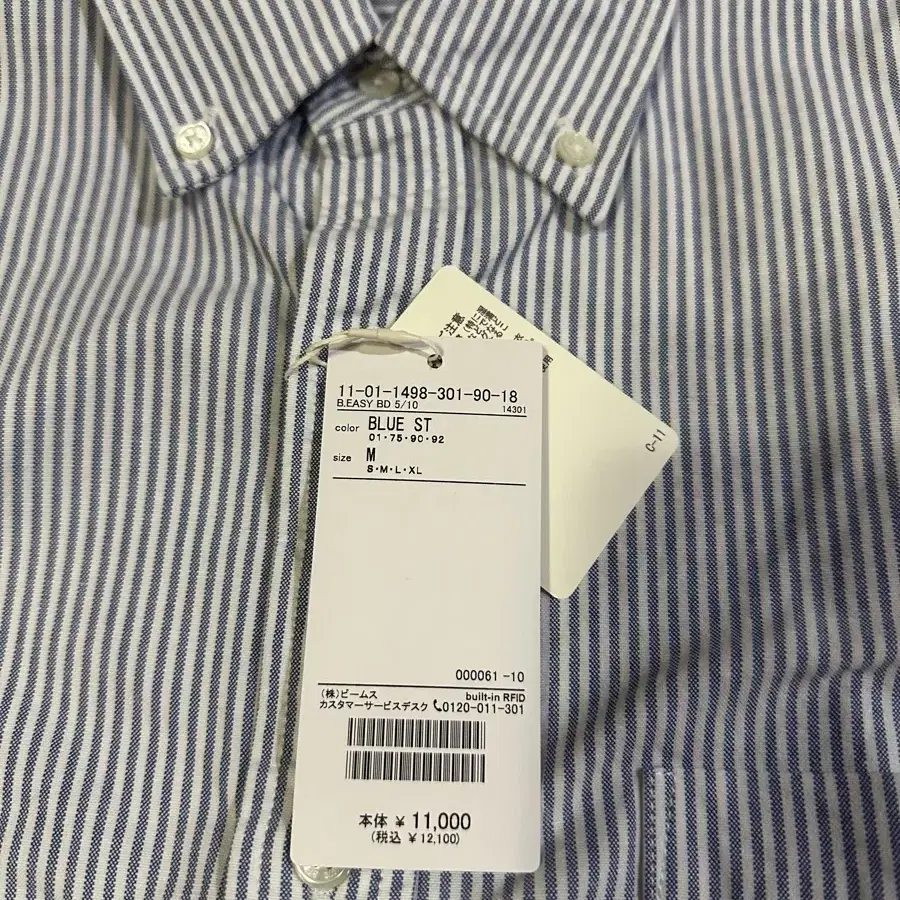 11-01-1498-301-90-18
B.EASY BD 5/10 14301
color BLUE ST
01・75・90・92
size M
S・M・L・XL
000061 -10
(株)ビームス built-in RFID
カスタマーサービスデスク 0120-011-301
本体 ¥ 11,000
(税込 ¥12,100)
C-11